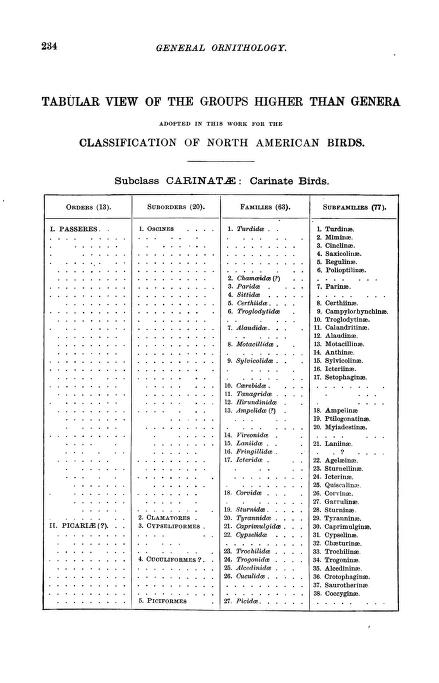 234
GENERAL ORNITHOLOGY.
TABULAR VIEW OF THE GROUPS HIGHER THAN GENERA
ADOPTED IN THIS WORK FOR THE
CLASSIFICATION OF NORTH AMERICAN BIRDS.
Subclass CARINATÆ: Carinate Birds.
ORDERS (13). SUBORDERS (20). FAMILIES (63). SUBFAMILIES (77).
I. PASSERES. 1. OSCINES 1. Turdidæ 1. Turdinæ.
2. Miminæ.
3. Cinclinæ.
4. Saxicolinæ.
5. Regulinæ.
6. Polioptilinæ.
2. Chamæidæ (?)
3. Paridæ 7. Parinæ.
4. Sittidæ
5. Certhiidæ 8. Certhiinæ.
6. Troglodytidæ 9. Campylorhynchinæ.
10. Troglodytinæ.
7. Alaudidæ 11. Calandritinæ.
12. Alaudinæ.
8. Motacillidæ 13. Motacillinæ.
14. Anthinæ.
9. Sylvicolidæ 15. Sylvicolinæ.
16. Icteriinæ.
17. Setophaginæ.
10. Cœrebidæ
11. Tanagridæ
12. Hirundinidæ
13. Ampelidæ (?) 18. Ampelinæ
19. Ptilogonatinæ.
20. Myiadestinæ.
14. Vireonidæ
15. Laniidæ 21. Laniinæ.
16. Fringillidæ ?
17. Icteridæ 22. Agelæinæ.
23. Sturnellinæ.
24. Icterinæ.
25. Quiscalinæ.
18. Corvidæ 26. Corvinæ.
27. Garrulinæ.
19. Sturnidæ 28. Sturninæ.
2. CLAMATORES 20. Tyrannidæ 29. Tyranninæ.
II. PICARIÆ (?). 3. CYPSELIFORMES 21. Caprimulgidæ 30. Caprimulginæ.
22. Cypselidæ 31. Cypselinæ.
32. Chæturinæ.
23. Trochilidæ 33. Trochilinæ.
4. CUCULIFORMES ? 24. Trogonidæ 34. Trogoninæ.
25. Alcedinidæ 35. Alcedininæ.
26. Cuculidæ 36. Crotophaginæ.
37. Saurotherinæ
38. Coccyginæ.
5. PICIFORMES 27. Picidæ